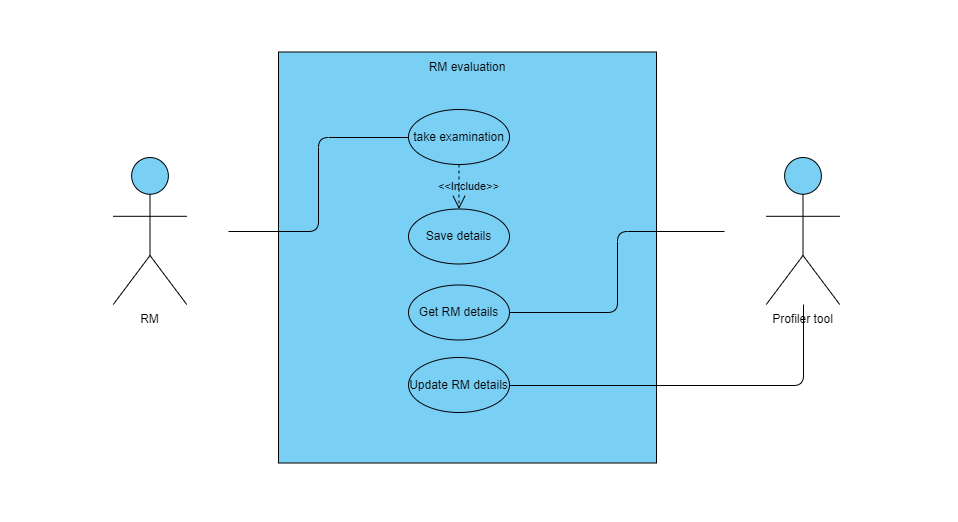 RM evaluation
take examination
<<Include>>
Save details
Get RM details
Update RM details
RM
Profiler tool